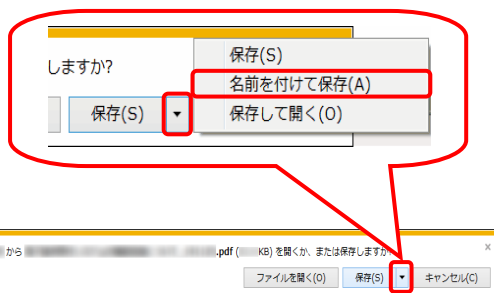 しますか?
保存(S)
名前を付けて保存(A)
保存して開く(O)
保存(S)
から .pdf ( KB) を開くか、または保存しますか
ファイルを開く(O) 保存(S) キャンセル(C)